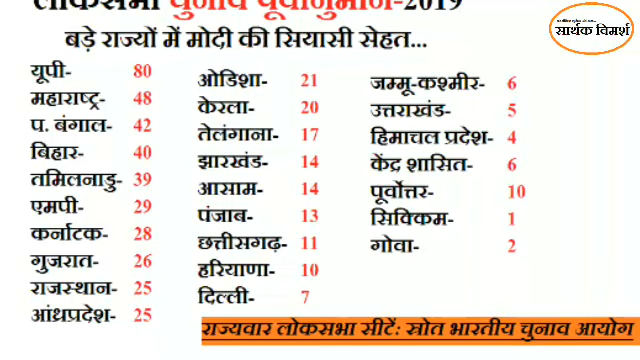 लोकसभा चुनाव पूर्वानुमान-2019
बड़े राज्यों में मोदी की सियासी सेहत...
सार्थक विमर्श
यूपी- 80
महाराष्ट्र- 48
प. बंगाल- 42
बिहार- 40
तमिलनाडु- 39
एमपी- 29
कर्नाटक- 28
गुजरात- 26
राजस्थान- 25
आंधप्रदेश- 25
ओडिशा- 21
केरला- 20
तेलंगाना- 17
झारखंड- 14
आसाम- 14
पंजाब- 13
छत्तीसगढ़- 11
हरियाणा- 10
दिल्ली- 7
जम्मू-कश्मीर- 6
उत्तराखंड- 5
हिमाचल प्रदेश- 4
केंद्र शासित- 6
पूर्वोत्तर- 10
सिक्किम- 1
गोवा- 2
राज्यवार लोकसभा सीटें: स्रोत भारतीय चुनाव आयोग